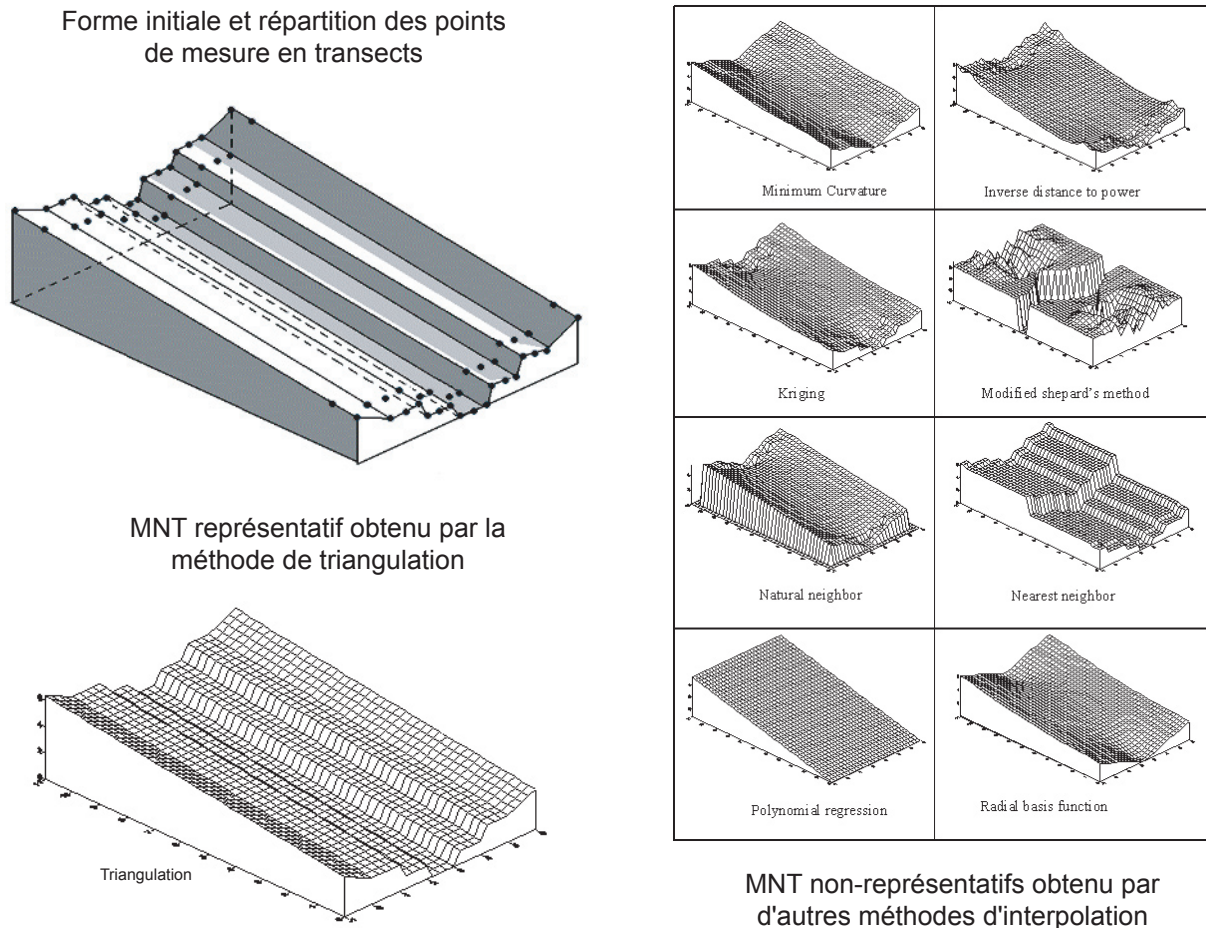 Forme initiale et répartition des points
de mesure en transects
MNT représentatif obtenu par la
méthode de triangulation
Triangulation
Minimum Curvature
Inverse distance to power
Kriging
Modified shepard's method
Natural neighbor
Nearest neighbor
Polynomial regression
Radial basis function
MNT non-représentatifs obtenu par
d'autres méthodes d'interpolation